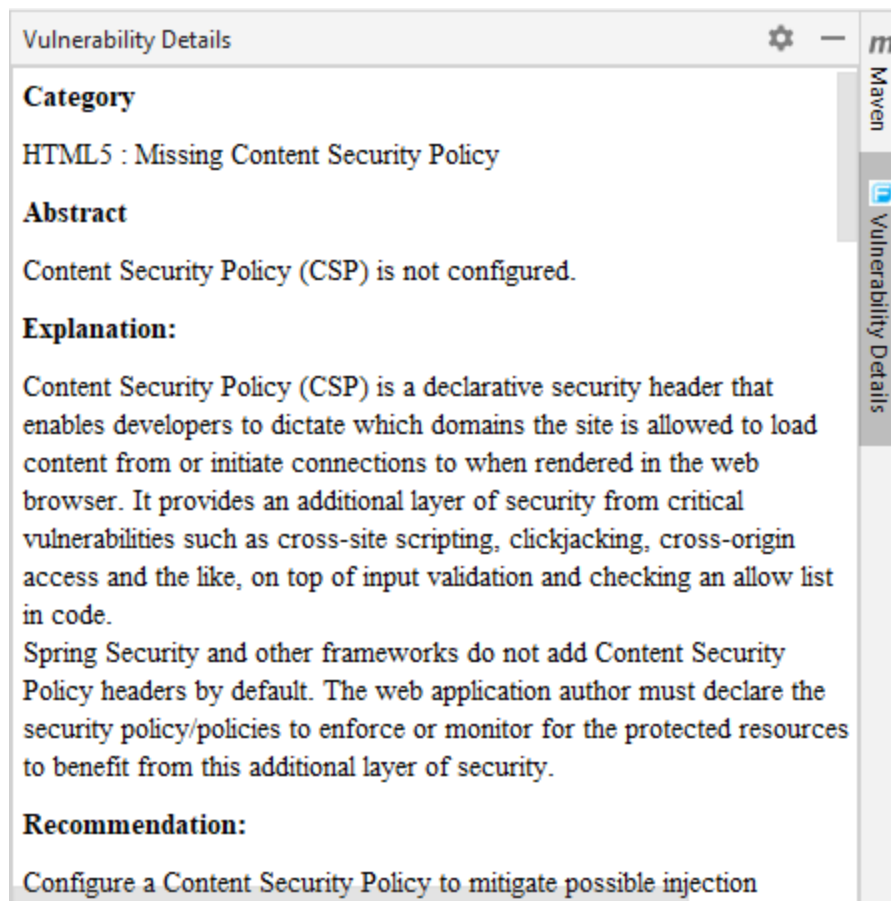 Vulnerability Details
Category
HTML5 : Missing Content Security Policy
Abstract
Content Security Policy (CSP) is not configured.
Explanation:
Content Security Policy (CSP) is a declarative security header that
enables developers to dictate which domains the site is allowed to load
content from or initiate connections to when rendered in the web
browser. It provides an additional layer of security from critical
vulnerabilities such as cross-site scripting, clickjacking, cross-origin
access and the like, on top of input validation and checking an allow list
in code.
Spring Security and other frameworks do not add Content Security
Policy headers by default. The web application author must declare the
security policy/policies to enforce or monitor for the protected resources
to benefit from this additional layer of security.
Recommendation:
Configure a Content Security Policy to mitigate possible injection
m
Maven
F
Vulnerability Details